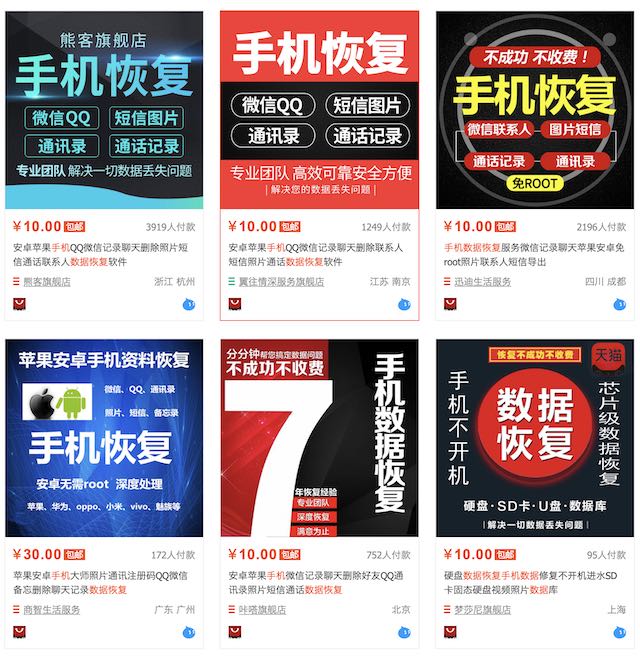 熊客旗舰店
手机恢复
微信QQ 短信图片
通讯录 通话记录
专业团队 解决一切数据丢失问题
¥10.00 包邮 3919人付款
安卓苹果手机QQ微信记录聊天删除照片短
信通话联系人数据恢复软件
熊客旗舰店 浙江 杭州
手机恢复
微信QQ 短信图片
通讯录 通话记录
专业团队 高效可靠安全方便
| 解决您的数据丢失问题 |
¥10.00 包邮 1249人付款
安卓苹果手机QQ微信记录聊天删除联系人
短信照片通话数据恢复软件
翼往情深服务旗舰店 江苏 南京
不成功 不收费！
手机恢复
微信联系人 图片短信
通话记录 通讯录
免ROOT
¥10.00 包邮 2196人付款
手机数据恢复服务微信记录聊天苹果安卓免
root照片联系人短信导出
迅迪生活服务 四川 成都
苹果安卓手机资料恢复
微信、QQ、通讯录
照片、短信、备忘录
手机恢复
安卓无需root 深度处理
苹果、华为、oppo、小米、vivo、魅族等
¥30.00 包邮 172人付款
苹果安卓手机大师照片通讯注册码QQ微信
备忘删除聊天记录数据恢复
商智生活服务 广东 广州
分分钟帮您搞定数据问题
不成功不收费
手机数据恢复
7
年恢复经验
专业团队
深度恢复
满意为止
¥10.00 包邮 752人付款
安卓苹果手机微信记录聊天删除好友QQ通
讯录照片短信通话数据恢复
咔嗒旗舰店 北京
恢复不成功不收费
天猫
手机不开机
数据
恢复
芯片级数据恢复
硬盘·SD卡·U盘·数据库
| 解决一切数据丢失问题 |
¥10.00 包邮 95人付款
硬盘数据恢复手机数据修复不开机进水SD
卡固态硬盘视频照片数据库
梦莎尼旗舰店 上海